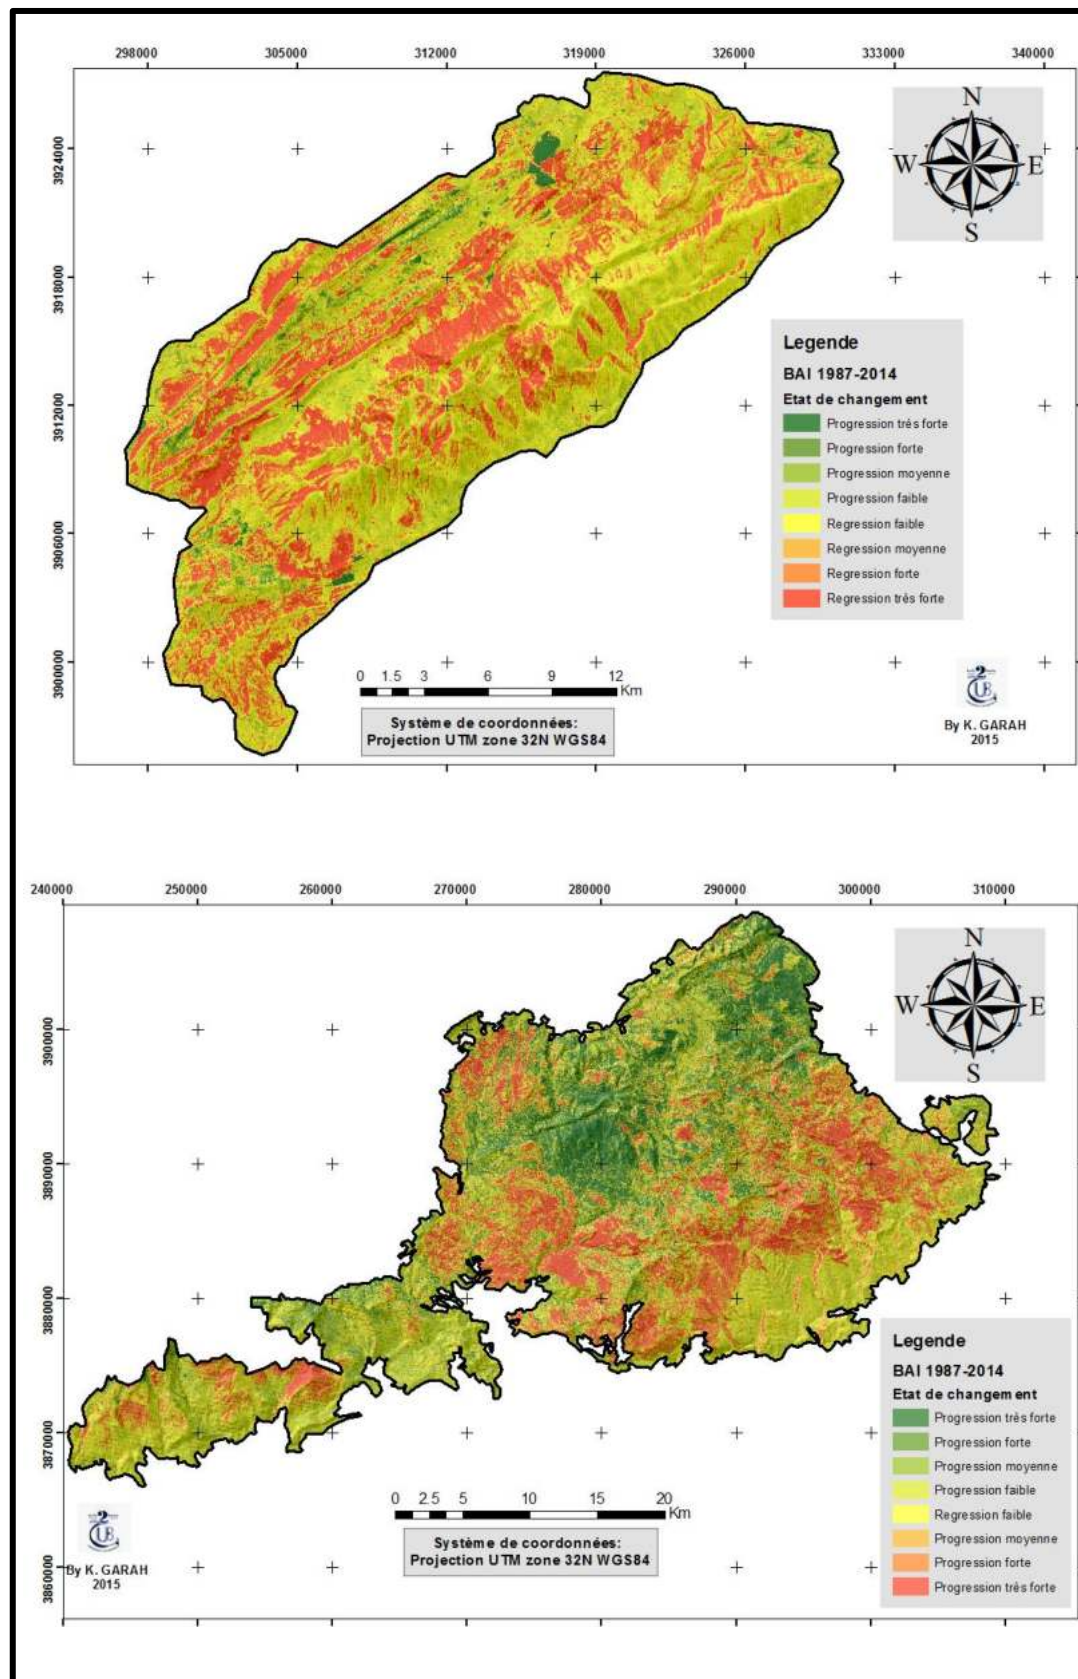 298000 305000 312000 319000 326000 333000 340000
3924000
3918000
3912000
3906000
3900000
N
W E
S
Legende
BAI 1987-2014
Etat de changement
Progression trés forte
Progression forte
Progression moyenne
Progression faible
Regression faible
Regression moyenne
Regression forte
Regression trés forte
0 1.5 3 6 9 12
Km
Système de coordonnées:
Projection UTM zone 32N WGS84
2
UB
By K. GARAH
2015
240000 250000 260000 270000 280000 290000 300000 310000
3900000
3890000
3880000
3870000
3860000
N
W E
S
Legende
BAI 1987-2014
Etat de changement
Progression très forte
Progression forte
Progression moyenne
Progression faible
Regression faible
Progression moyenne
Progression forte
Progression très forte
0 2.5 5 10 15 20
Km
Système de coordonnées:
Projection UTM zone 32N WGS84
2
UB
By K. GARAH
2015